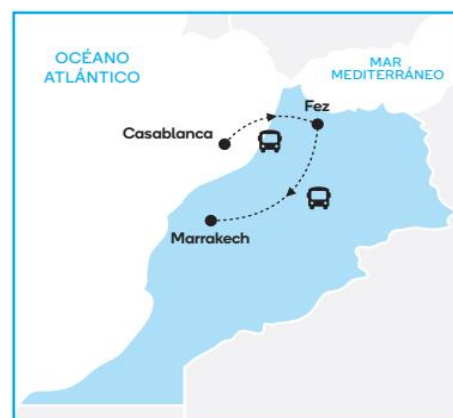 OCÉANO
ATLÁNTICO
MAR
MEDITERRÁNEO
Fez
Casablanca
Marrakech